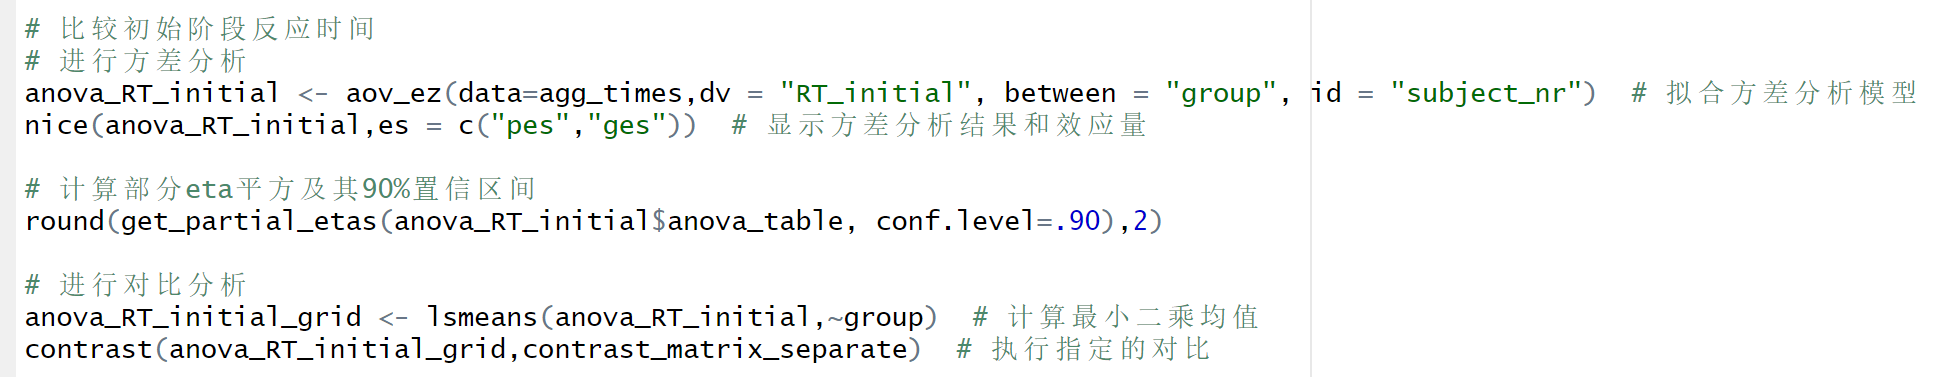 # 比较初始阶段反应时间
# 进行方差分析
anova_RT_initial <- aov_ez(data=agg_times,dv = "RT_initial", between = "group", id = "subject_nr")  # 拟合方差分析模型
nice(anova_RT_initial,es = c("pes","ges"))  # 显示方差分析结果和效应量
# 计算部分eta平方及其90%置信区间
round(get_partial_etas(anova_RT_initial$anova_table, conf.level=.90),2)
# 进行对比分析
anova_RT_initial_grid <- lsmeans(anova_RT_initial,~group)  # 计算最小二乘均值
contrast(anova_RT_initial_grid,contrast_matrix_separate)  # 执行指定的对比